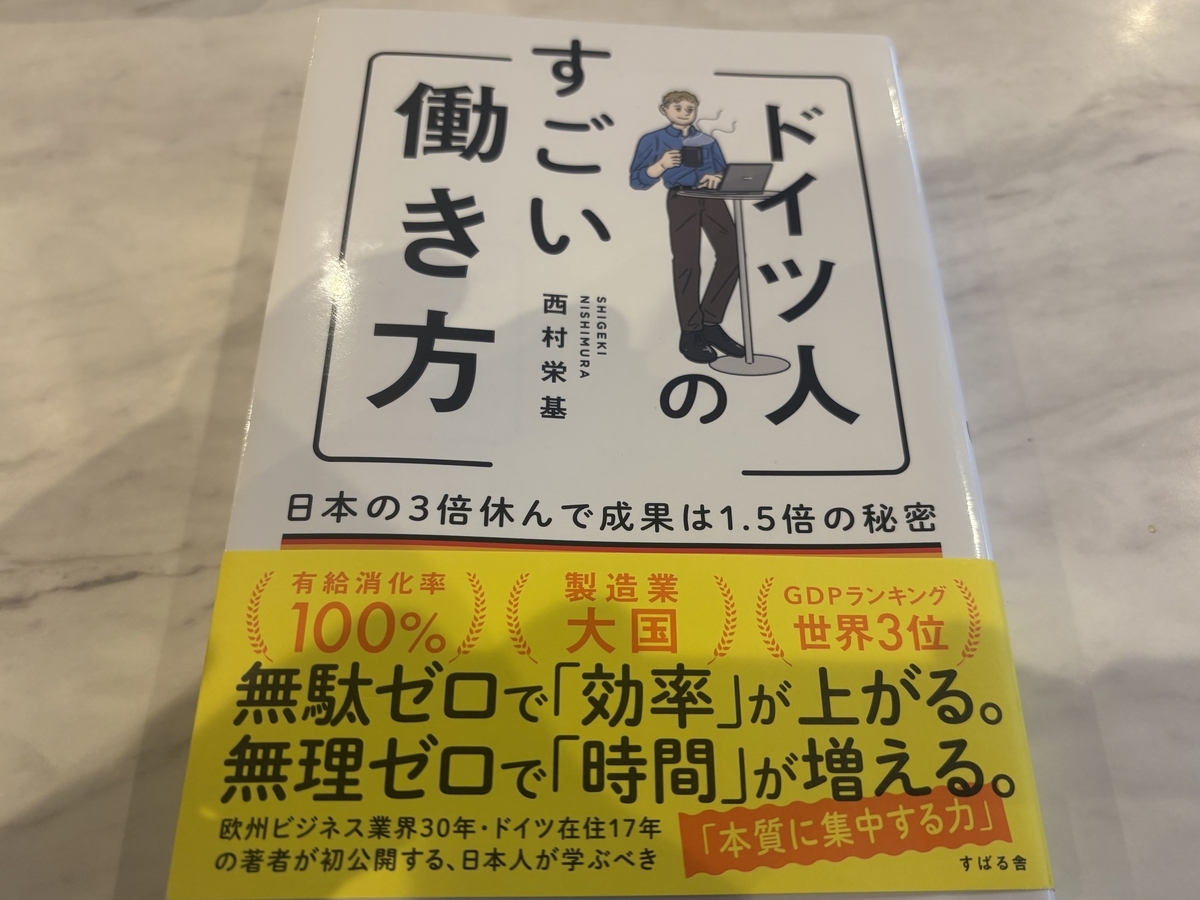 ドイツ人の
すごい
働き方
SHIGEKI
NISHIMURA
西村栄基
日本の3倍休んで成果は1.5倍の秘密
有給消化率
100%
製造業
大国
GDPランキング
世界3位
無駄ゼロで「効率」が上がる。
無理ゼロで「時間」が増える。
欧州ビジネス業界30年・ドイツ在住17年
の著者が初公開する、日本人が学ぶべき
「本質に集中する力」
すばる舎